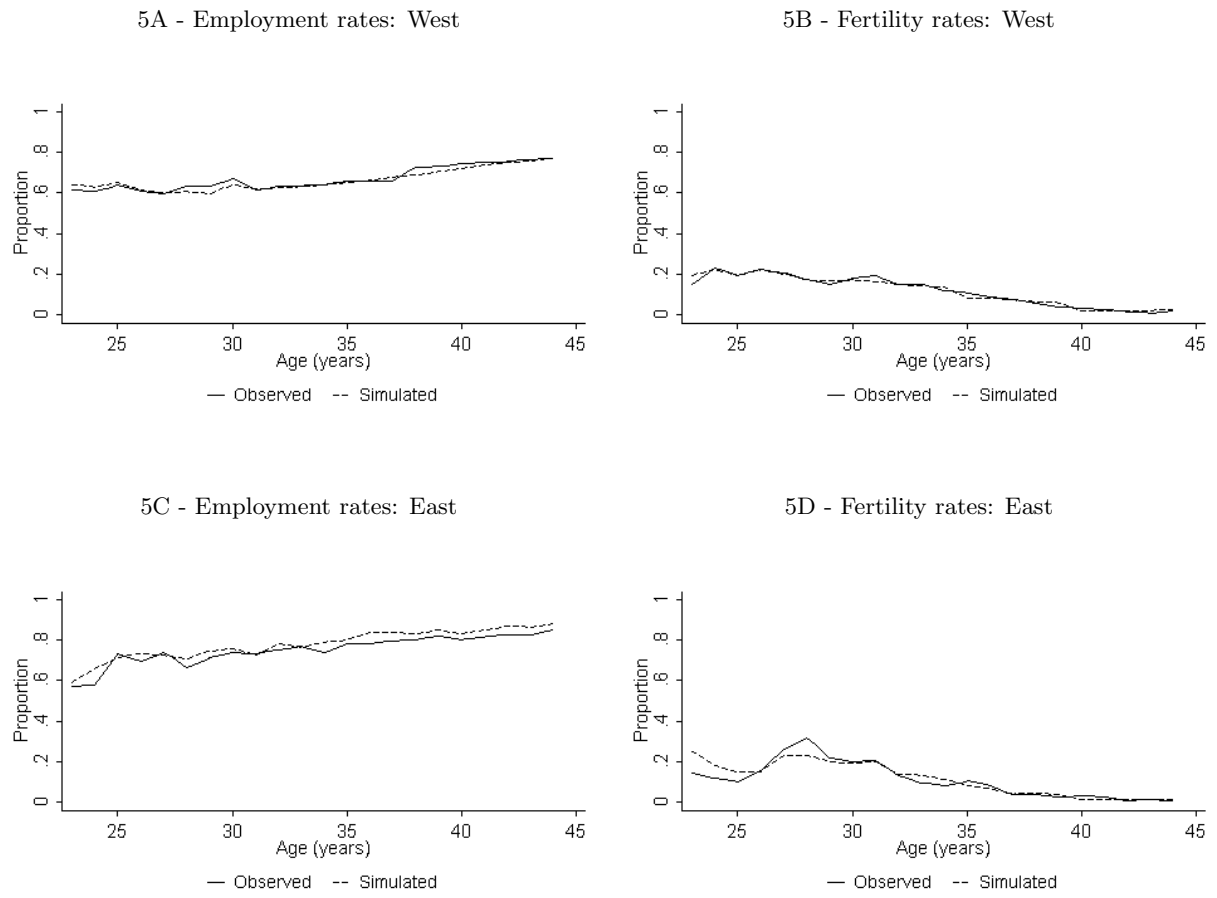 5A - Employment rates: West
Proportion
0 .2 .4 .6 .8 1
25 30 35 40 45
Age (years)
Observed Simulated
5B - Fertility rates: West
Proportion
0 .2 .4 .6 .8 1
25 30 35 40 45
Age (years)
Observed Simulated
5C - Employment rates: East
Proportion
0 .2 .4 .6 .8 1
25 30 35 40 45
Age (years)
Observed Simulated
5D - Fertility rates: East
Proportion
0 .2 .4 .6 .8 1
25 30 35 40 45
Age (years)
Observed Simulated